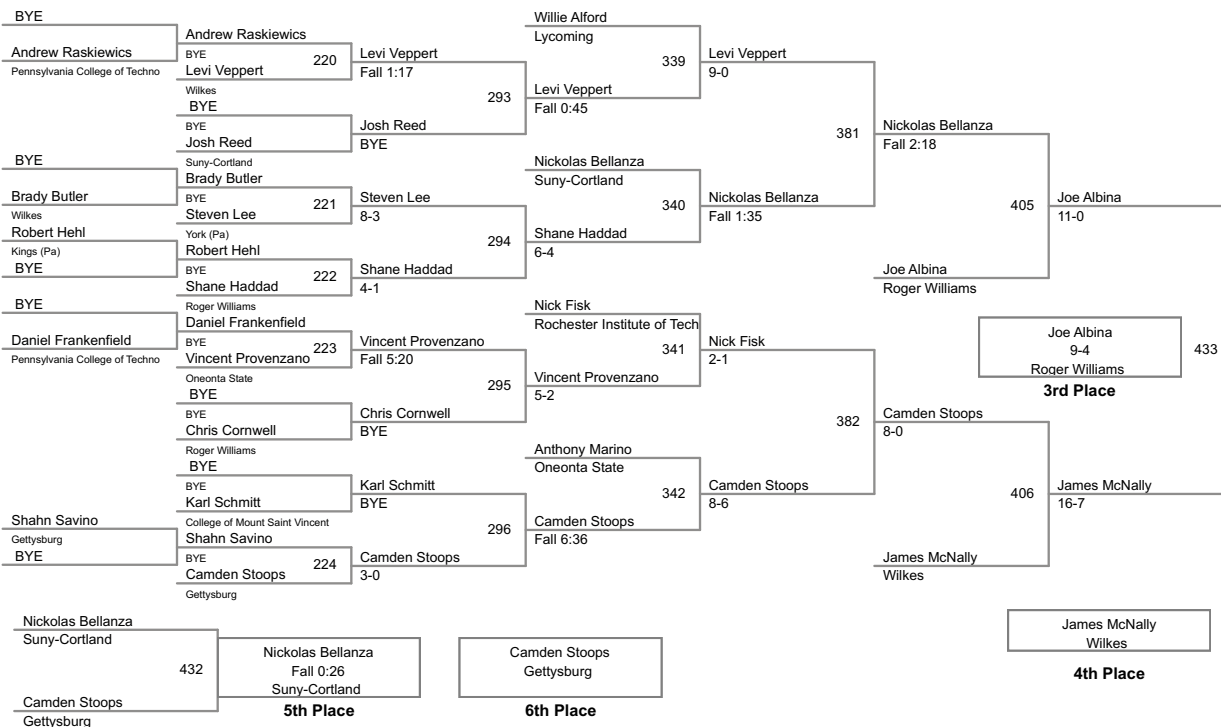 BYE
Andrew Raskiewics
Pennsylvania College of Techno
BYE
Brady Butler
Wilkes
Robert Hehl
Kings (Pa)
BYE
BYE
Daniel Frankenfield
Pennsylvania College of Techno
Shahn Savino
Gettysburg
BYE
Andrew Raskiewics
BYE
220
Levi Veppert
Wilkes
BYE
BYE
Josh Reed
Suny-Cortland
Brady Butler
BYE
221
Steven Lee
York (Pa)
Robert Hehl
BYE
222
Shane Haddad
Roger Williams
Daniel Frankenfield
BYE
223
Vincent Provenzano
Oneonta State
BYE
BYE
Chris Cornwell
Roger Williams
BYE
BYE
Karl Schmitt
College of Mount Saint Vincent
Shahn Savino
BYE
224
Camden Stoops
Gettysburg
Levi Veppert
Fall 1:17
293
Josh Reed
BYE
Steven Lee
8-3
294
Shane Haddad
4-1
Vincent Provenzano
Fall 5:20
295
Chris Cornwell
BYE
Karl Schmitt
BYE
296
Camden Stoops
3-0
Willie Alford
Lycoming
339
Levi Veppert
Fall 0:45
Nickolas Bellanza
Suny-Cortland
340
Shane Haddad
6-4
Nick Fisk
Rochester Institute of Tech
341
Vincent Provenzano
5-2
Anthony Marino
Oneonta State
342
Camden Stoops
Fall 6:36
Levi Veppert
9-0
381
Nickolas Bellanza
Fall 1:35
Nick Fisk
2-1
382
Camden Stoops
8-6
Nickolas Bellanza
Fall 2:18
405
Joe Albina
Roger Williams
Camden Stoops
8-0
406
James McNally
Wilkes
Joe Albina
11-0
James McNally
16-7
Joe Albina
9-4
Roger Williams
433
3rd Place
James McNally
Wilkes
4th Place
Nickolas Bellanza
Suny-Cortland
432
Camden Stoops
Gettysburg
Nickolas Bellanza
Fall 0:26
Suny-Cortland
5th Place
Camden Stoops
Gettysburg
6th Place